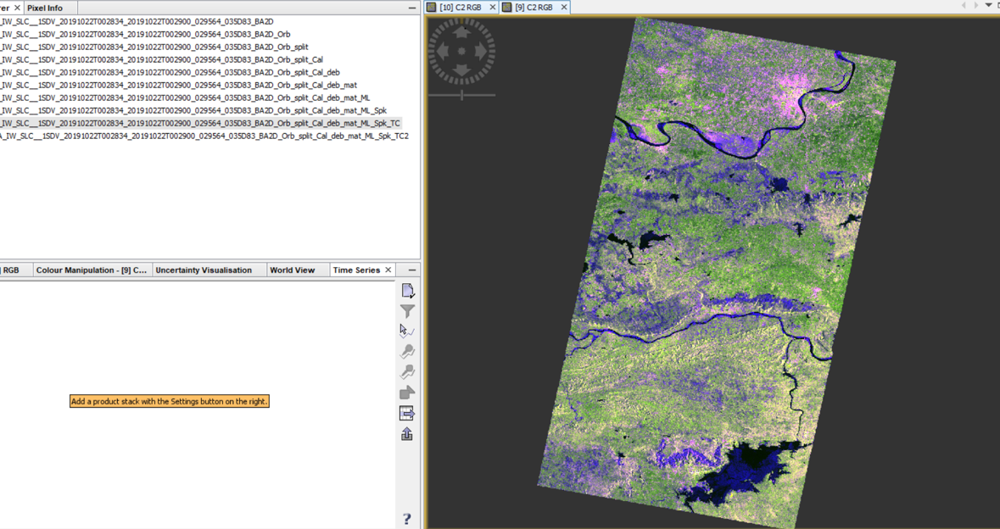 rer Pixel Info
[10] C2 RGB [9] C2 RGB
_IW_SLC__1SDV_20191022T002834_20191022T002900_029564_035D83_BA2D
_IW_SLC__1SDV_20191022T002834_20191022T002900_029564_035D83_BA2D_Orb
_IW_SLC__1SDV_20191022T002834_20191022T002900_029564_035D83_BA2D_Orb_split
_IW_SLC__1SDV_20191022T002834_20191022T002900_029564_035D83_BA2D_Orb_split_Cal
_IW_SLC__1SDV_20191022T002834_20191022T002900_029564_035D83_BA2D_Orb_split_Cal_deb
_IW_SLC__1SDV_20191022T002834_20191022T002900_029564_035D83_BA2D_Orb_split_Cal_deb_mat
_IW_SLC__1SDV_20191022T002834_20191022T002900_029564_035D83_BA2D_Orb_split_Cal_deb_mat_ML
_IW_SLC__1SDV_20191022T002834_20191022T002900_029564_035D83_BA2D_Orb_split_Cal_deb_mat_ML_Spk
_IW_SLC__1SDV_20191022T002834_20191022T002900_029564_035D83_BA2D_Orb_split_Cal_deb_mat_ML_Spk_TC
A_IW_SLC__1SDV_20191022T002834_20191022T002900_029564_035D83_BA2D_Orb_split_Cal_deb_mat_ML_Spk_TC2
RGB Colour Manipulation - [9] C... Uncertainty Visualisation World View Time Series
Add a product stack with the Settings button on the right.
?